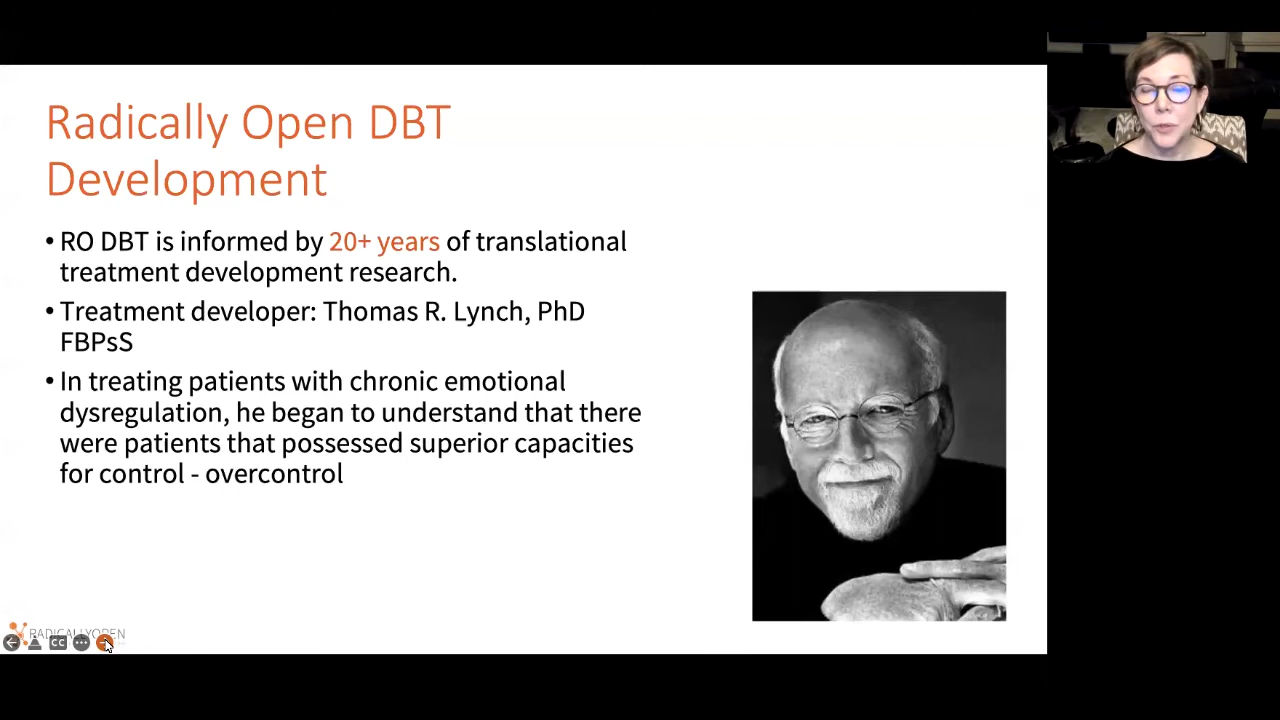 Radically Open DBT
Development
• RO DBT is informed by 20+ years of translational
treatment development research.
• Treatment developer: Thomas R. Lynch, PhD
FBPsS
• In treating patients with chronic emotional
dysregulation, he began to understand that there
were patients that possessed superior capacities
for control - overcontrol
RADICALLYOPEN
CC